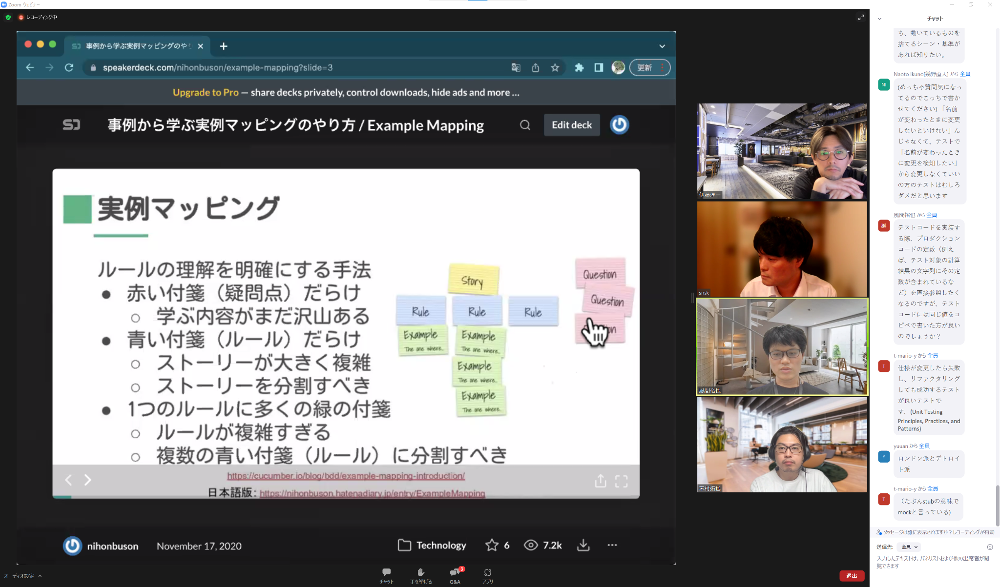 Zoom ウェビナー
レコーディング中
事例から学ぶ実例マッピングのやり
speakerdeck.com/nihonbuson/example-mapping?slide=3
更新
Upgrade to Pro — share decks privately, control downloads, hide ads and more …
事例から学ぶ実例マッピングのやり方 / Example Mapping
Edit deck
実例マッピング
ルールの理解を明確にする手法
● 赤い付箋（疑問点）だらけ
○ 学ぶ内容がまだ沢山ある
● 青い付箋（ルール）だらけ
○ ストーリーが大きく複雑
○ ストーリーを分割すべき
● 1つのルールに多くの緑の付箋
○ ルールが複雑すぎる
○ 複数の青い付箋（ルール）に分割すべき
Story
Rule
Rule
Rule
Example
The one where..
Example
The one where..
Example
The one where..
Example
The one where..
Question
Question
https://cucumber.io/blog/bdd/example-mapping-introduction/
日本語版：https://nihonbuson.hatenadiary.jp/entry/ExampleMapping
nihonbuson
November 17, 2020
Technology
6
7.2k
伊藤淳一
snsk
風間裕也
末村拓也
チャット
ち、動いているものを
捨てるシーン・基準が
あれば知りたい。
Naoto Ikuno[幾野直人] から 全員
NI
(めっちゃ質問気になっ
てるのでこっちで書か
せてください) 「名前
が変わったときに変更
しないといけない」ん
じゃなくて、テストで
「名前が変わったとき
に変更を検知したい」
から変更しなくていい
の方のテストはむしろ
ダメだと思います
風間裕也 から 全員
風
テストコードを実装す
る際、プロダクション
コードの定数（例え
ば、テスト対象の計算
結果の文字列にその定
数が含まれているな
ど）を直接参照したく
なるのですが、テスト
コードには同じ値をコ
ピペで書いた方が良い
のでしょうか？
t-mario-y から 全員
T
仕様が変更したら失敗
し、リファクタリング
しても成功するテスト
が良いテストで
す。(Unit Testing
Principles, Practices, and
Patterns)
yuuan から 全員
Y
ロンドン派とデトロイ
ト派
t-mario-y から 全員
T
（たぶんstubの意味で
mockと言っている)
メッセージは誰に表示されますか？レコーディングが有効
送信先: 全員
入力したテキストは、パネリストおよび他の出席者が閲
覧できます
オーディオ設定
チャット
手を挙げる
3
Q&A
アプリ
退出